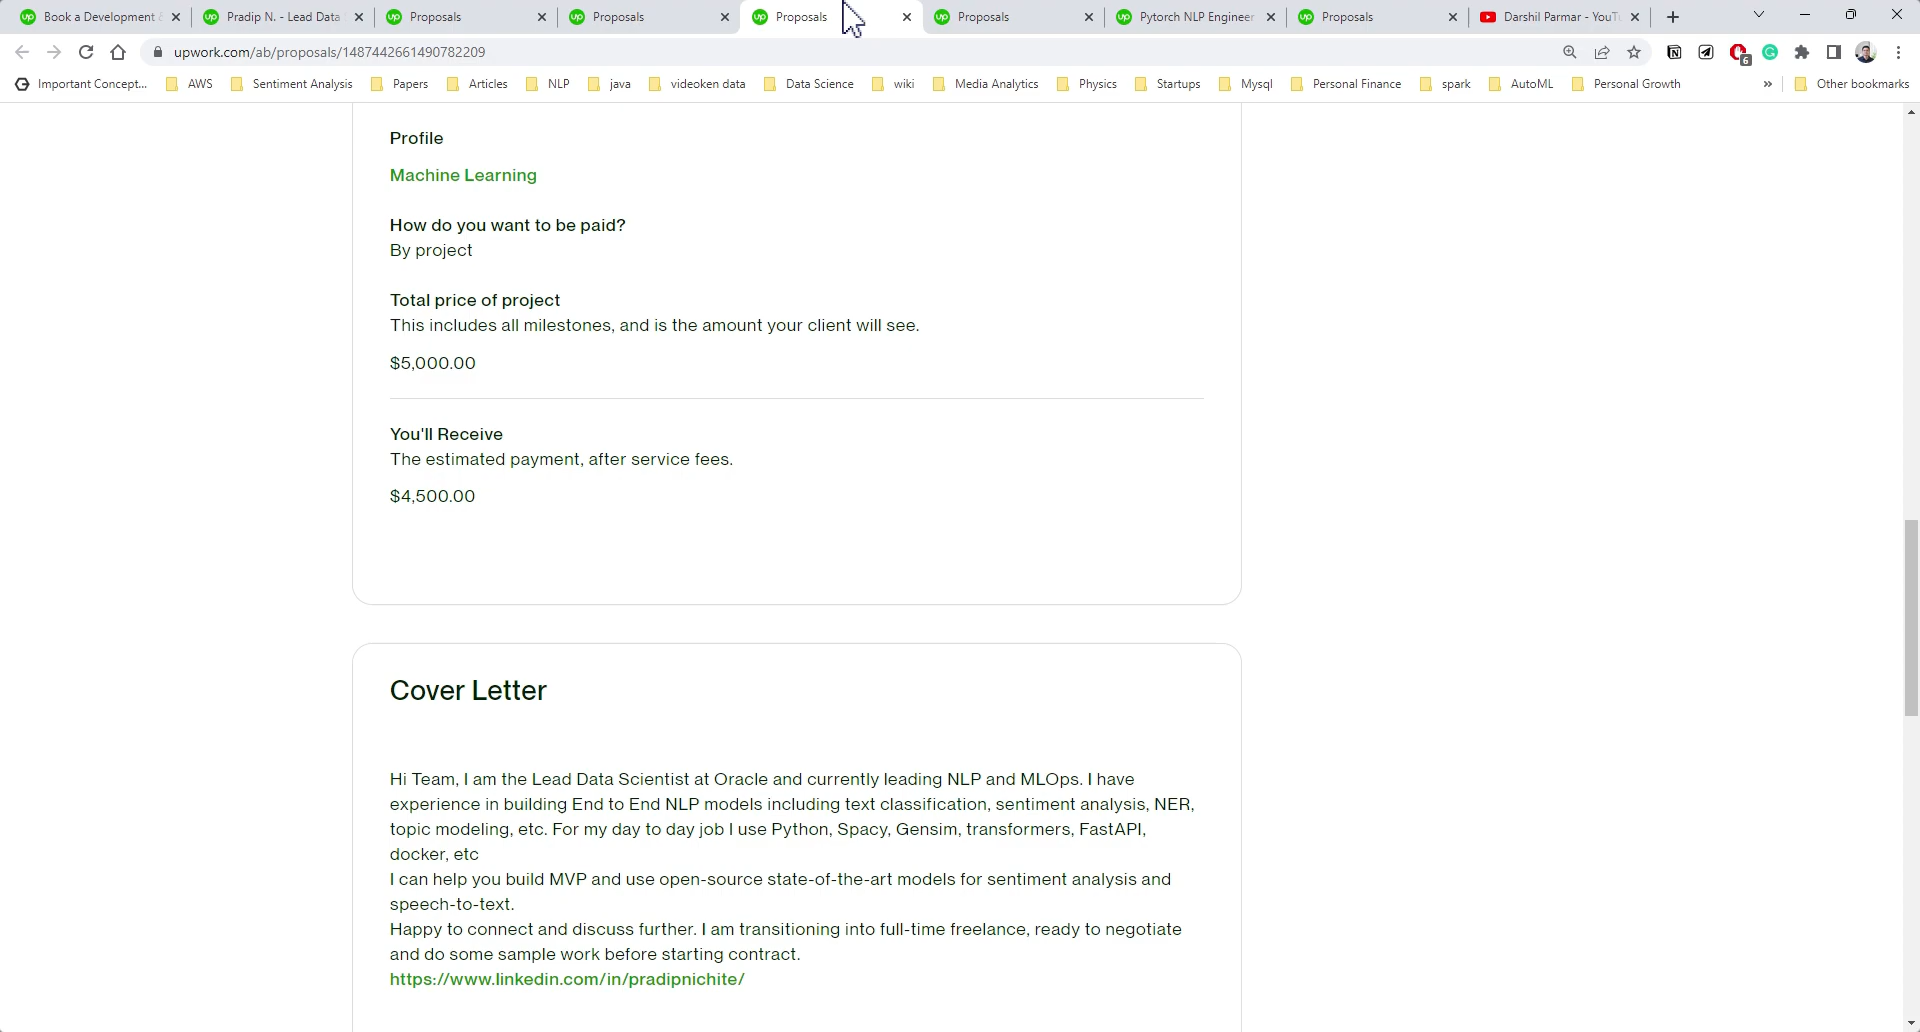 Book a Development
Pradip N. - Lead Data
Proposals
Proposals
Proposals
Proposals
Pytorch NLP Engineer
Proposals
Darshil Parmar - YouT
upwork.com/ab/proposals/1487442661490782209
6
Important Concept...
AWS
Sentiment Analysis
Papers
Articles
NLP
java
videoken data
Data Science
wiki
Media Analytics
Physics
Startups
Mysql
Personal Finance
spark
AutoML
Personal Growth
»
Other bookmarks
Profile
Machine Learning
How do you want to be paid?
By project
Total price of project
This includes all milestones, and is the amount your client will see.
$5,000.00
You'll Receive
The estimated payment, after service fees.
$4,500.00
Cover Letter
Hi Team, I am the Lead Data Scientist at Oracle and currently leading NLP and MLOps. I have
experience in building End to End NLP models including text classification, sentiment analysis, NER,
topic modeling, etc. For my day to day job I use Python, Spacy, Gensim, transformers, FastAPI,
docker, etc
I can help you build MVP and use open-source state-of-the-art models for sentiment analysis and
speech-to-text.
Happy to connect and discuss further. I am transitioning into full-time freelance, ready to negotiate
and do some sample work before starting contract.
https://www.linkedin.com/in/pradipnichite/